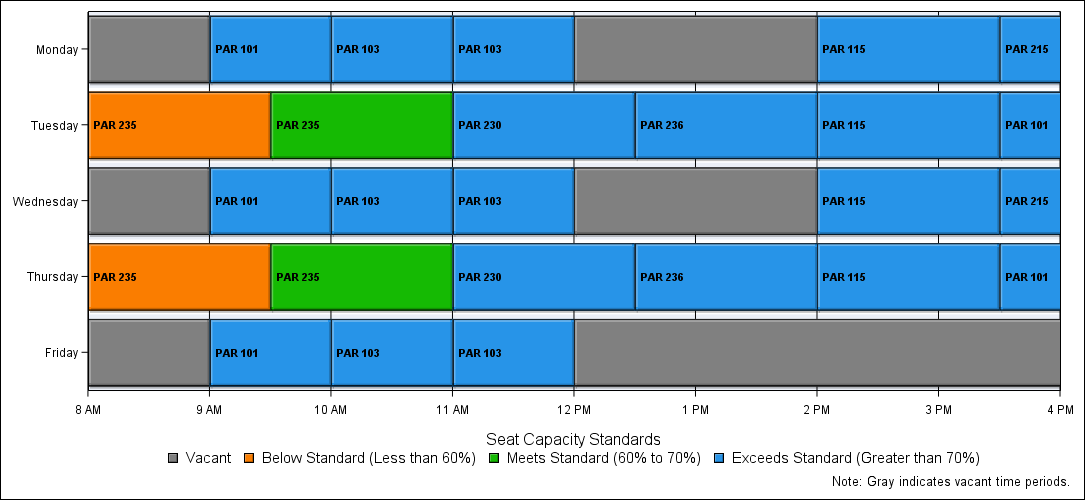 Monday PAR 101 PAR 103 PAR 103 PAR 115 PAR 215
Tuesday PAR 235 PAR 235 PAR 230 PAR 236 PAR 115 PAR 101
Wednesday PAR 101 PAR 103 PAR 103 PAR 115 PAR 215
Thursday PAR 235 PAR 235 PAR 230 PAR 236 PAR 115 PAR 101
Friday PAR 101 PAR 103 PAR 103
8 AM 9 AM 10 AM 11 AM 12 PM 1 PM 2 PM 3 PM 4 PM
Seat Capacity Standards
Vacant Below Standard (Less than 60%) Meets Standard (60% to 70%) Exceeds Standard (Greater than 70%)
Note: Gray indicates vacant time periods.